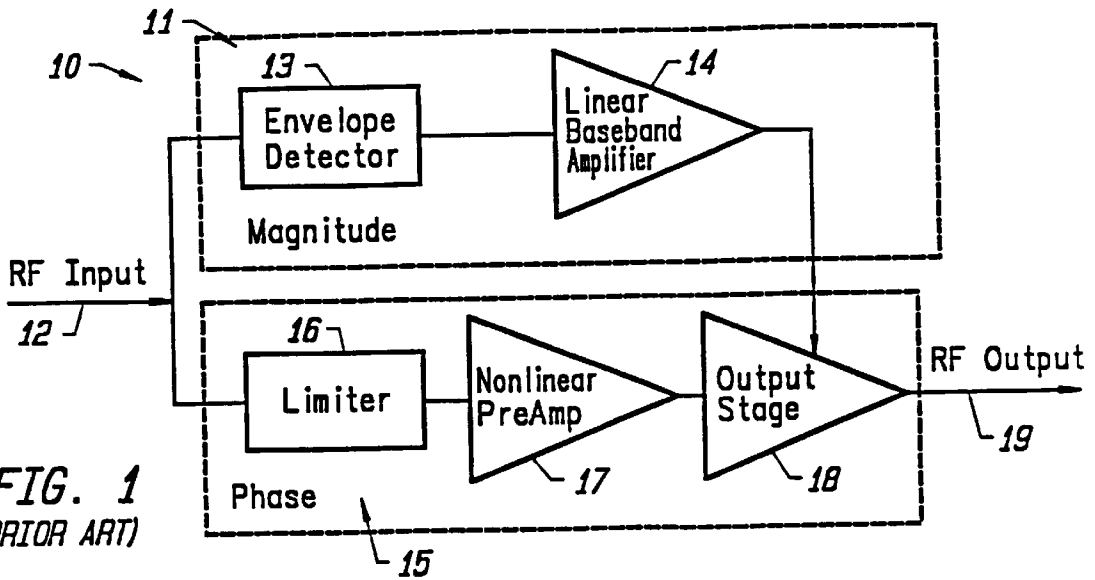 11
10
13
14
Envelope
Detector
Linear
Baseband
Amplifier
Magnitude
RF Input
12
16
Limiter
Nonlinear
PreAmp
Output
Stage
RF Output
19
17
18
Phase
15
FIG. 1
PRIOR ART)